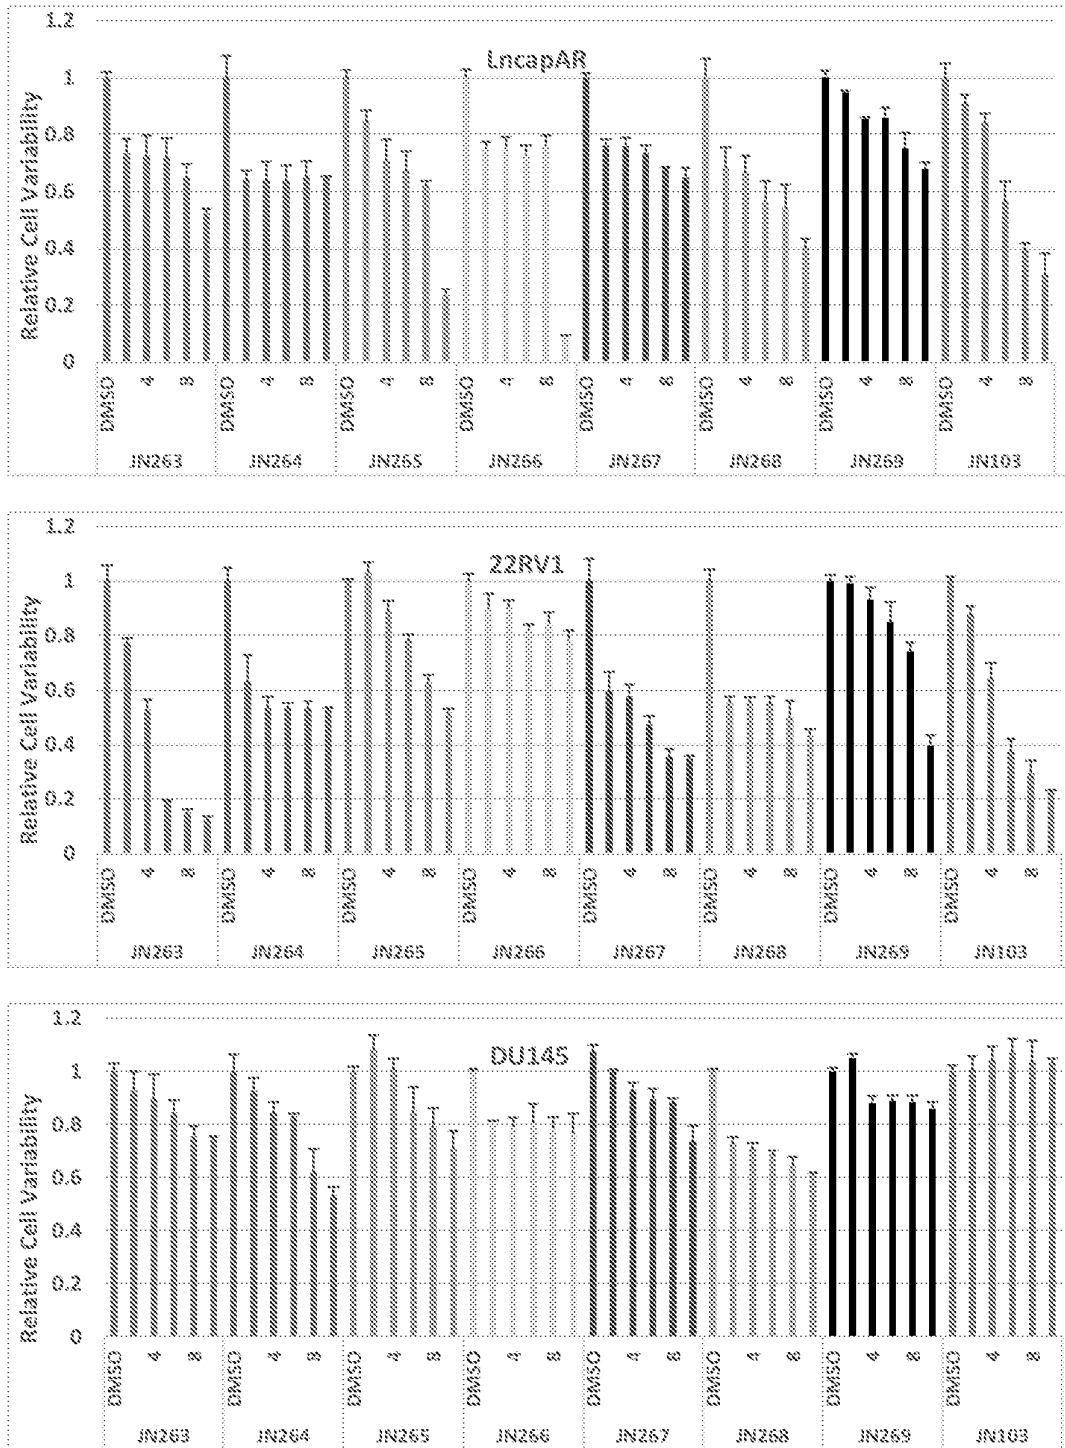 LncapAR
Relative Cell Variability
1.2
1
0.8
0.6
0.4
0.2
0
DMSO 4 8 DMSO 4 8 DMSO 4 8 DMSO 4 8 DMSO 4 8 DMSO 4 8 DMSO 4 8 DMSO 4 8
JN263 JN264 JN265 JN266 JN267 JN268 JN269 JN103
22RV1
Relative Cell Variability
1.2
1
0.8
0.6
0.4
0.2
0
DMSO 4 8 DMSO 4 8 DMSO 4 8 DMSO 4 8 DMSO 4 8 DMSO 4 8 DMSO 4 8 DMSO 4 8
JN263 JN264 JN265 JN266 JN267 JN268 JN269 JN103
DU145
Relative Cell Variability
1.2
1
0.8
0.6
0.4
0.2
0
DMSO 4 8 DMSO 4 8 DMSO 4 8 DMSO 4 8 DMSO 4 8 DMSO 4 8 DMSO 4 8 DMSO 4 8
JN263 JN264 JN265 JN266 JN267 JN268 JN269 JN103